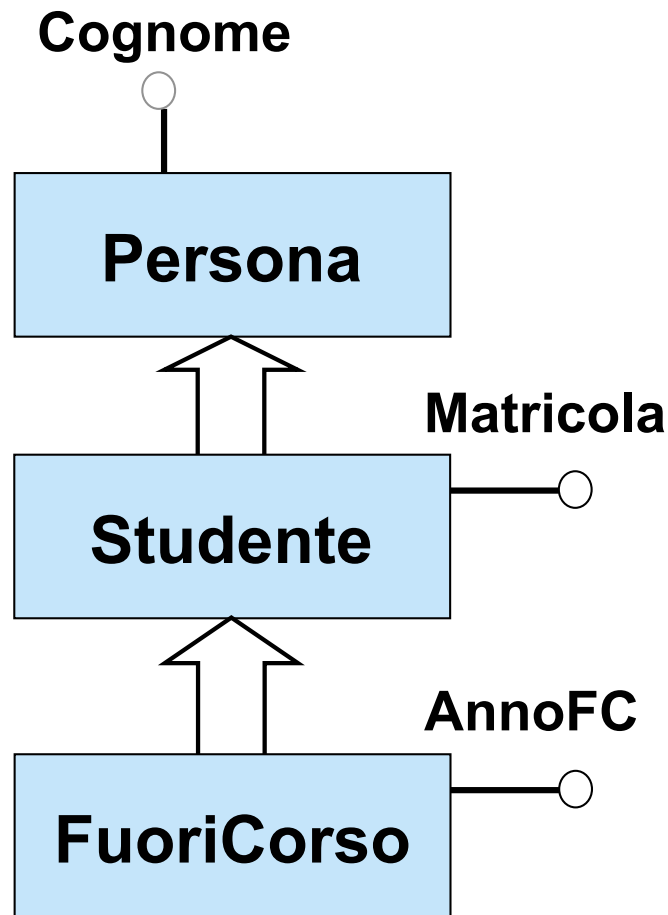 Cognome
Persona
Matricola
Studente
AnnoFC
FuoriCorso